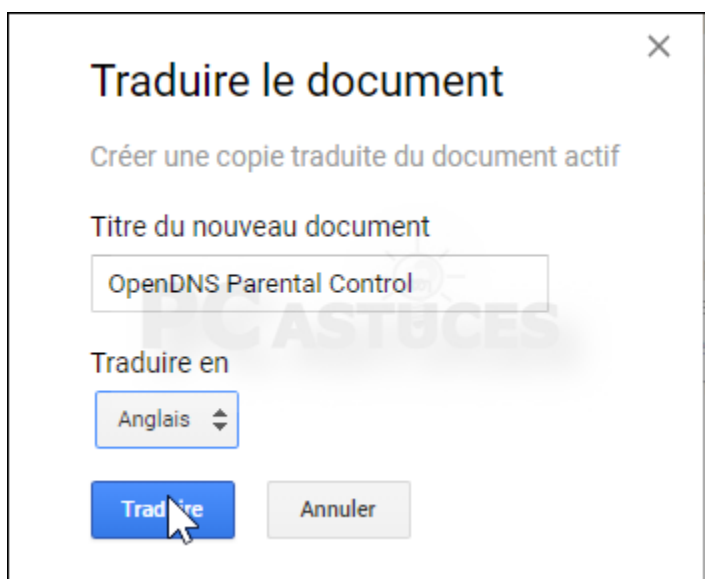 Traduire le document
Créer une copie traduite du document actif
Titre du nouveau document
OpenDNS Parental Control
PC ASTUCES
Traduire en
Anglais
Traduire
Annuler